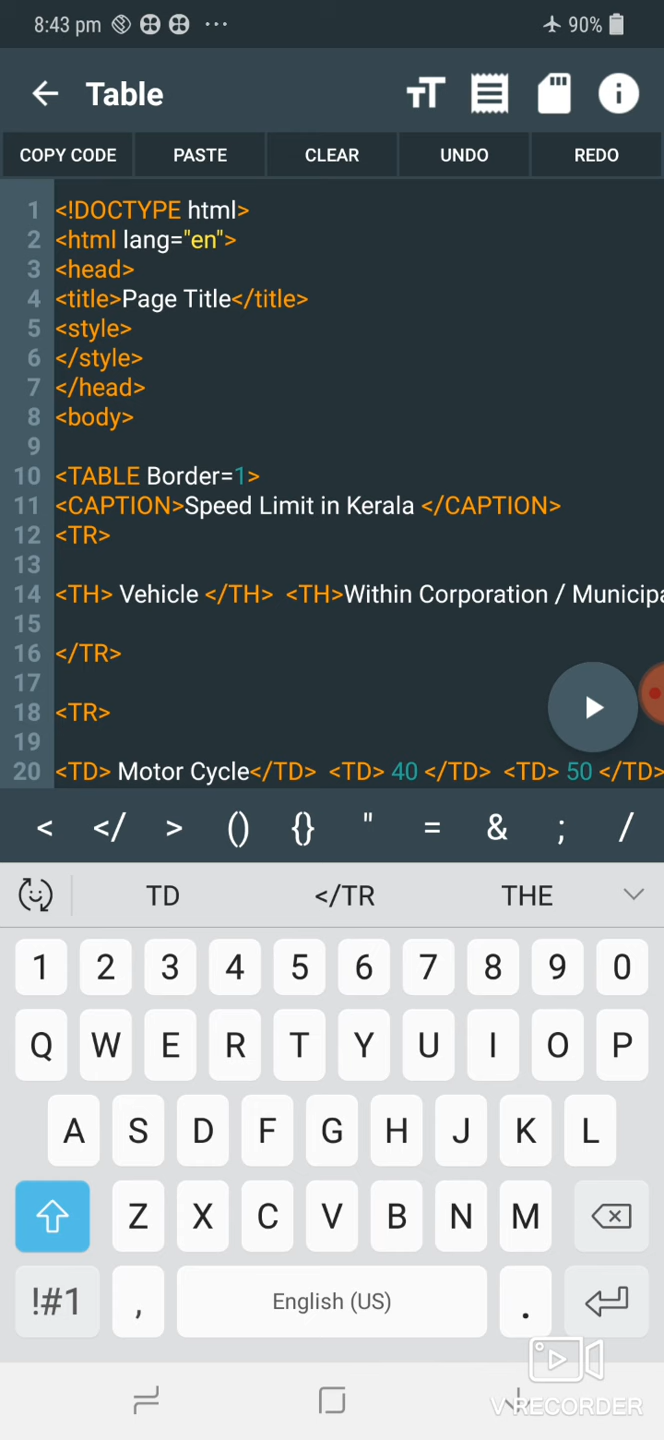 8:43 pm 90%
Table
COPY CODE PASTE CLEAR UNDO REDO
1 <!DOCTYPE html>
2 <html lang="en">
3 <head>
4 <title>Page Title</title>
5 <style>
6 </style>
7 </head>
8 <body>
9
10 <TABLE Border=1>
11 <CAPTION>Speed Limit in Kerala </CAPTION>
12 <TR>
13
14 <TH> Vehicle </TH> <TH>Within Corporation / Municipa
15
16 </TR>
17
18 <TR>
19
20 <TD> Motor Cycle</TD> <TD> 40 </TD> <TD> 50 </TD>
< </ > () {} " = & ; /
TD </TR THE
1 2 3 4 5 6 7 8 9 0
Q W E R T Y U I O P
A S D F G H J K L
Z X C V B N M
!#1 , English (US) .
V RECORDER